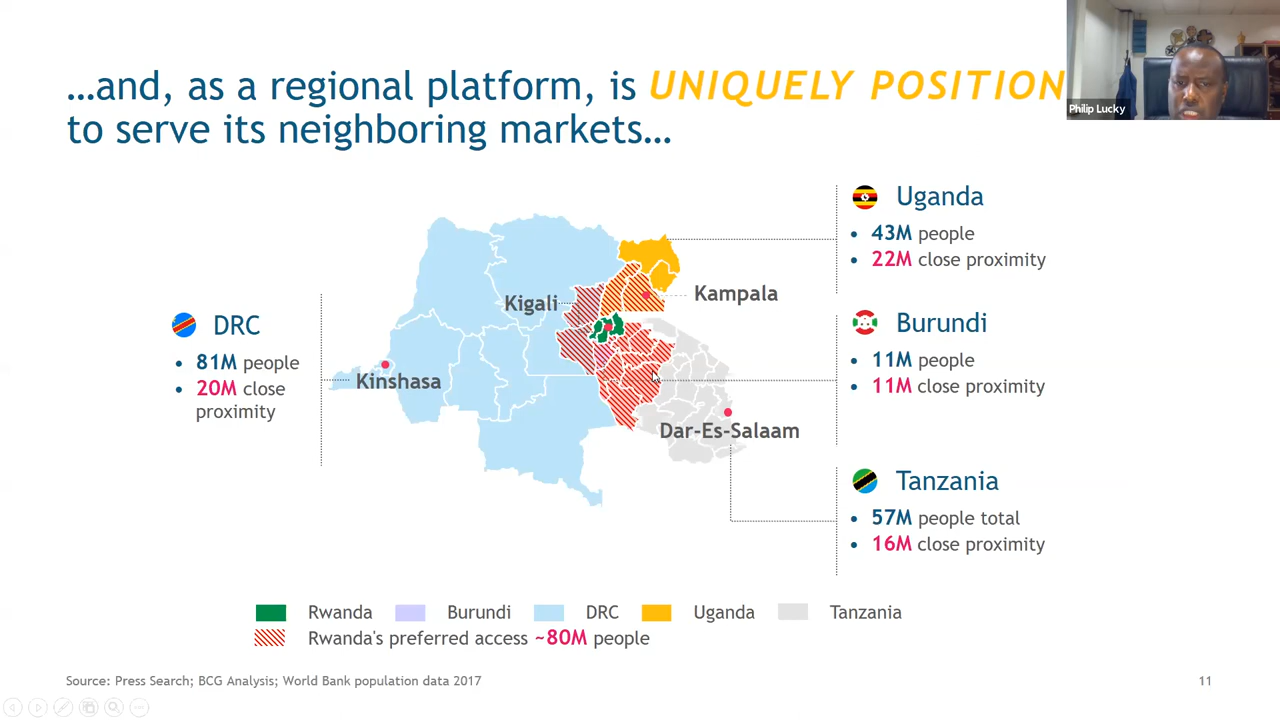 ...and, as a regional platform, is UNIQUELY POSITION
to serve its neighboring markets...
Philip Lucky
Uganda
• 43M people
• 22M close proximity
Kigali
Kampala
DRC
• 81M people
• 20M close
proximity
Kinshasa
Burundi
• 11M people
• 11M close proximity
Dar-Es-Salaam
Tanzania
• 57M people total
• 16M close proximity
Rwanda Burundi DRC Uganda Tanzania
Rwanda's preferred access ~80M people
Source: Press Search; BCG Analysis; World Bank population data 2017
11